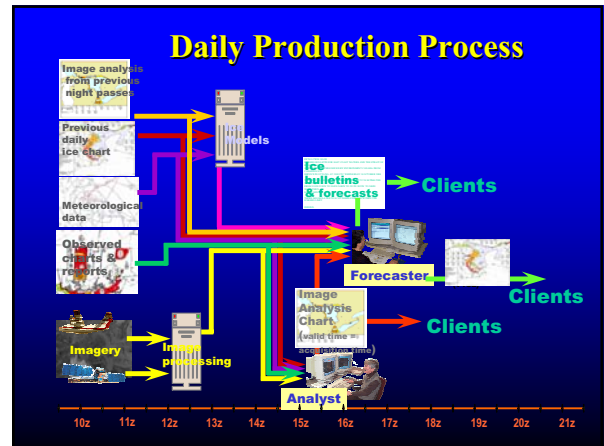 Daily Production Process
Image analysis
from previous
night passes
Previous
daily
ice chart
Meteorological
data
Observed
charts &
reports
Imagery
Image
processing
Models
Ice
bulletins
& forecasts
Clients
Forecaster
Clients
Image
Analysis
Chart
(valid time =
acquisition time)
Clients
Analyst
10z 11z 12z 13z 14z 15z 16z 17z 18z 19z 20z 21z